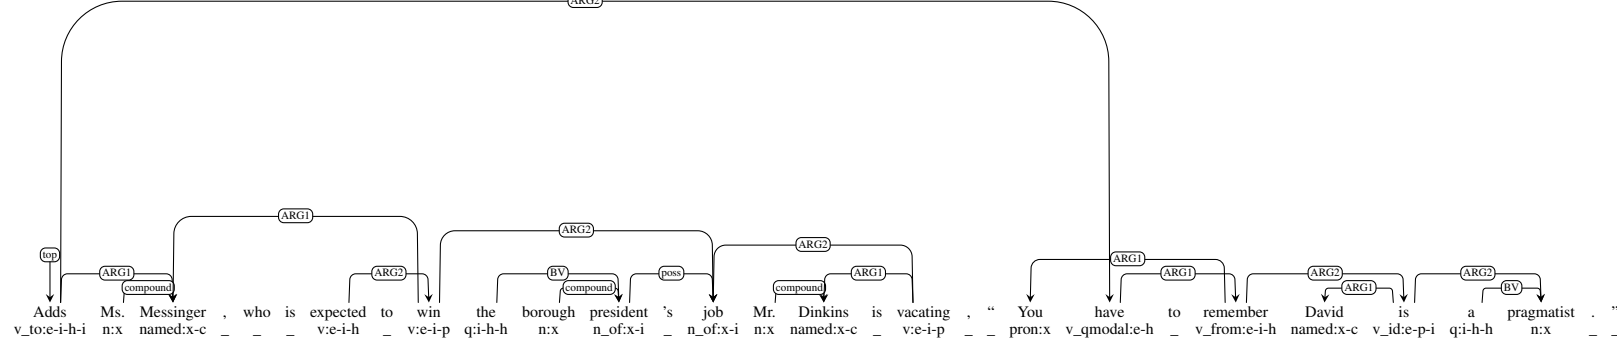 ARG2
ARG1
ARG2
top
ARG2
ARG1
ARG1 ARG2 BV poss ARG1 ARG1 ARG2 ARG2
compound compound compound ARG1 BV
Adds Ms. Messinger , who is expected to win the borough president 's job Mr. Dinkins is vacating , “ You have to remember David is a pragmatist . ”
v_to:e-i-h-i n:x named:x-c _ _ _ v:e-i-h _ v:e-i-p q:i-h-h n:x n_of:x-i _ n_of:x-i n:x named:x-c _ v:e-i-p _ _ pron:x v_qmodal:e-h _ v_from:e-i-h named:x-c v_id:e-p-i q:i-h-h n:x _ _